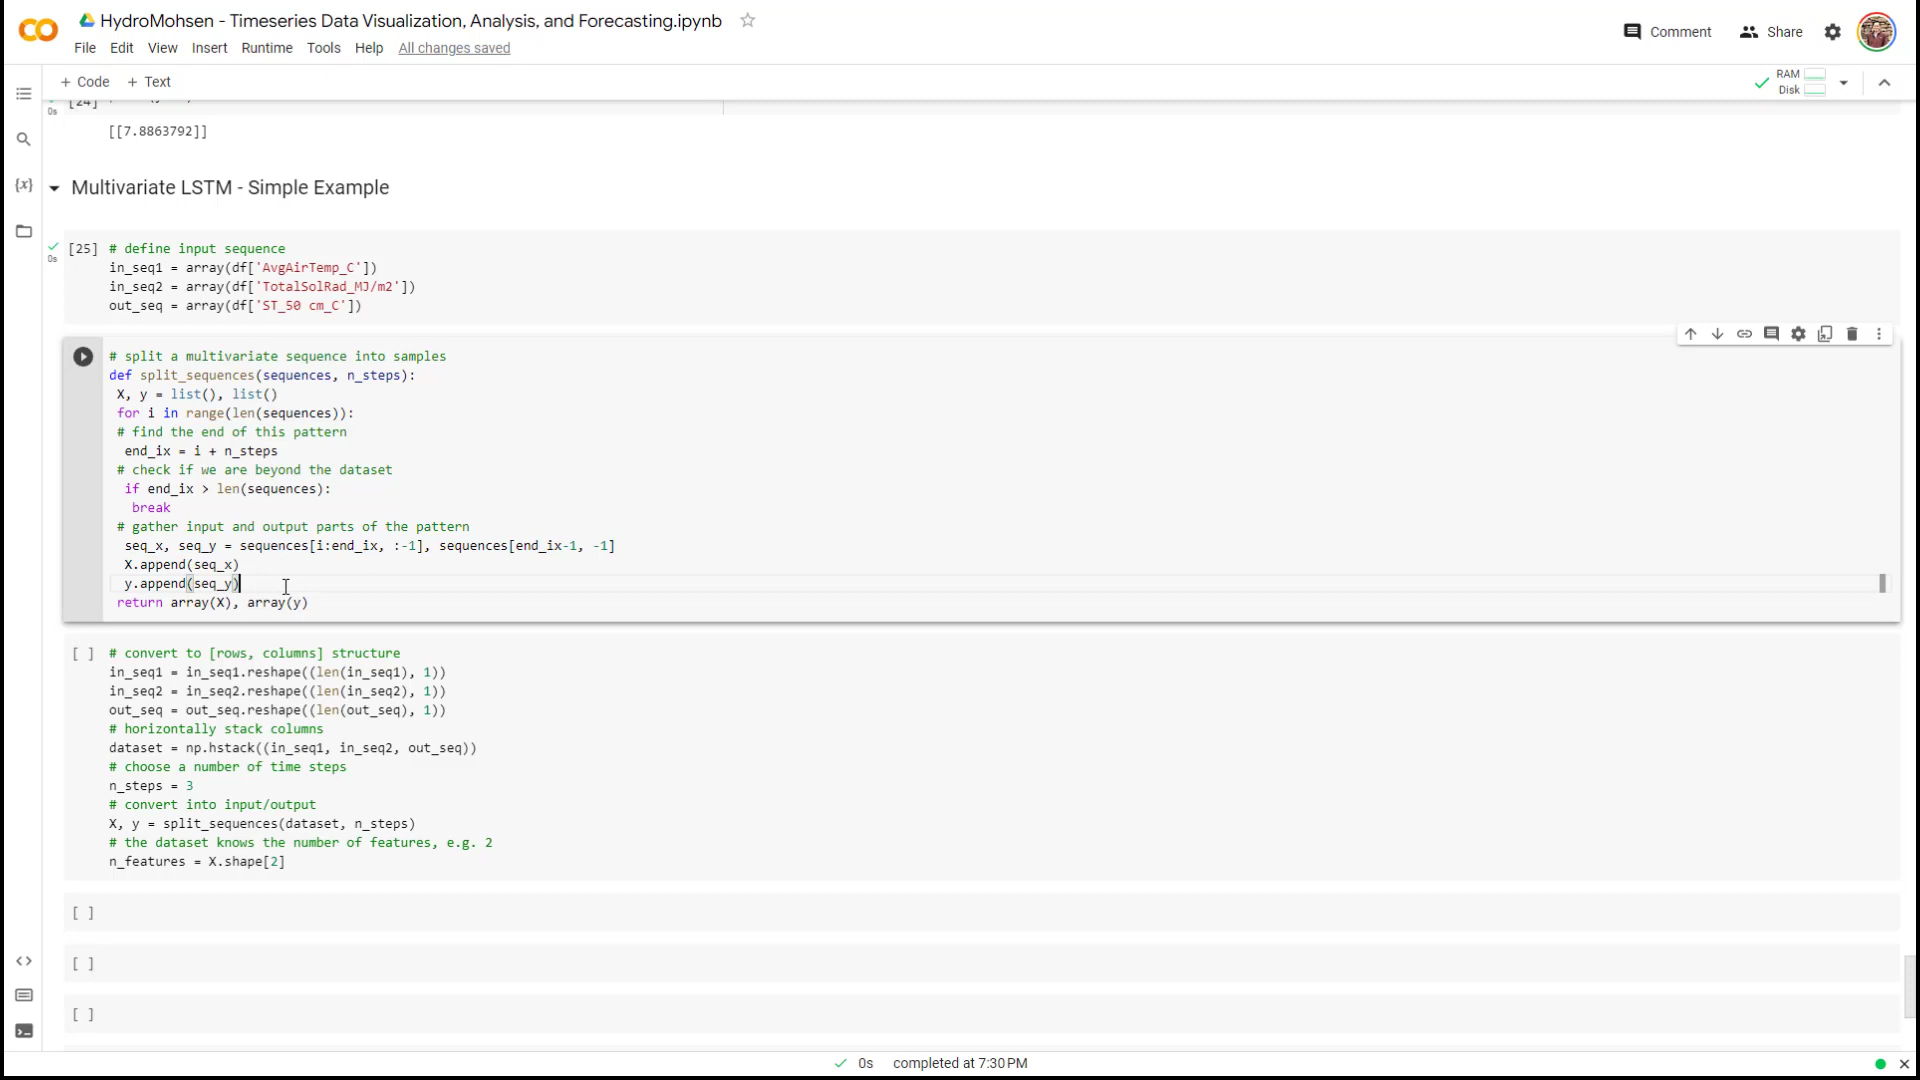 HydroMohsen - Timeseries Data Visualization, Analysis, and Forecasting.ipynb
File Edit View Insert Runtime Tools Help All changes saved
Comment
Share
+ Code + Text
RAM
Disk
[24]
0s
[[7.8863792]]
Multivariate LSTM - Simple Example
[25]
0s
# define input sequence
in_seq1 = array(df['AvgAirTemp_C'])
in_seq2 = array(df['TotalSolRad_MJ/m2'])
out_seq = array(df['ST_50 cm_C'])
# split a multivariate sequence into samples
def split_sequences(sequences, n_steps):
X, y = list(), list()
for i in range(len(sequences)):
# find the end of this pattern
end_ix = i + n_steps
# check if we are beyond the dataset
if end_ix > len(sequences):
break
# gather input and output parts of the pattern
seq_x, seq_y = sequences[i:end_ix, :-1], sequences[end_ix-1, -1]
X.append(seq_x)
y.append(seq_y)
return array(X), array(y)
[ ]
# convert to [rows, columns] structure
in_seq1 = in_seq1.reshape((len(in_seq1), 1))
in_seq2 = in_seq2.reshape((len(in_seq2), 1))
out_seq = out_seq.reshape((len(out_seq), 1))
# horizontally stack columns
dataset = np.hstack((in_seq1, in_seq2, out_seq))
# choose a number of time steps
n_steps = 3
# convert into input/output
X, y = split_sequences(dataset, n_steps)
# the dataset knows the number of features, e.g. 2
n_features = X.shape[2]
[ ]
[ ]
[ ]
0s completed at 7:30 PM